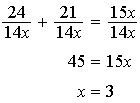 24/14x + 21/14x = 15x/14x
45 = 15x
x = 3